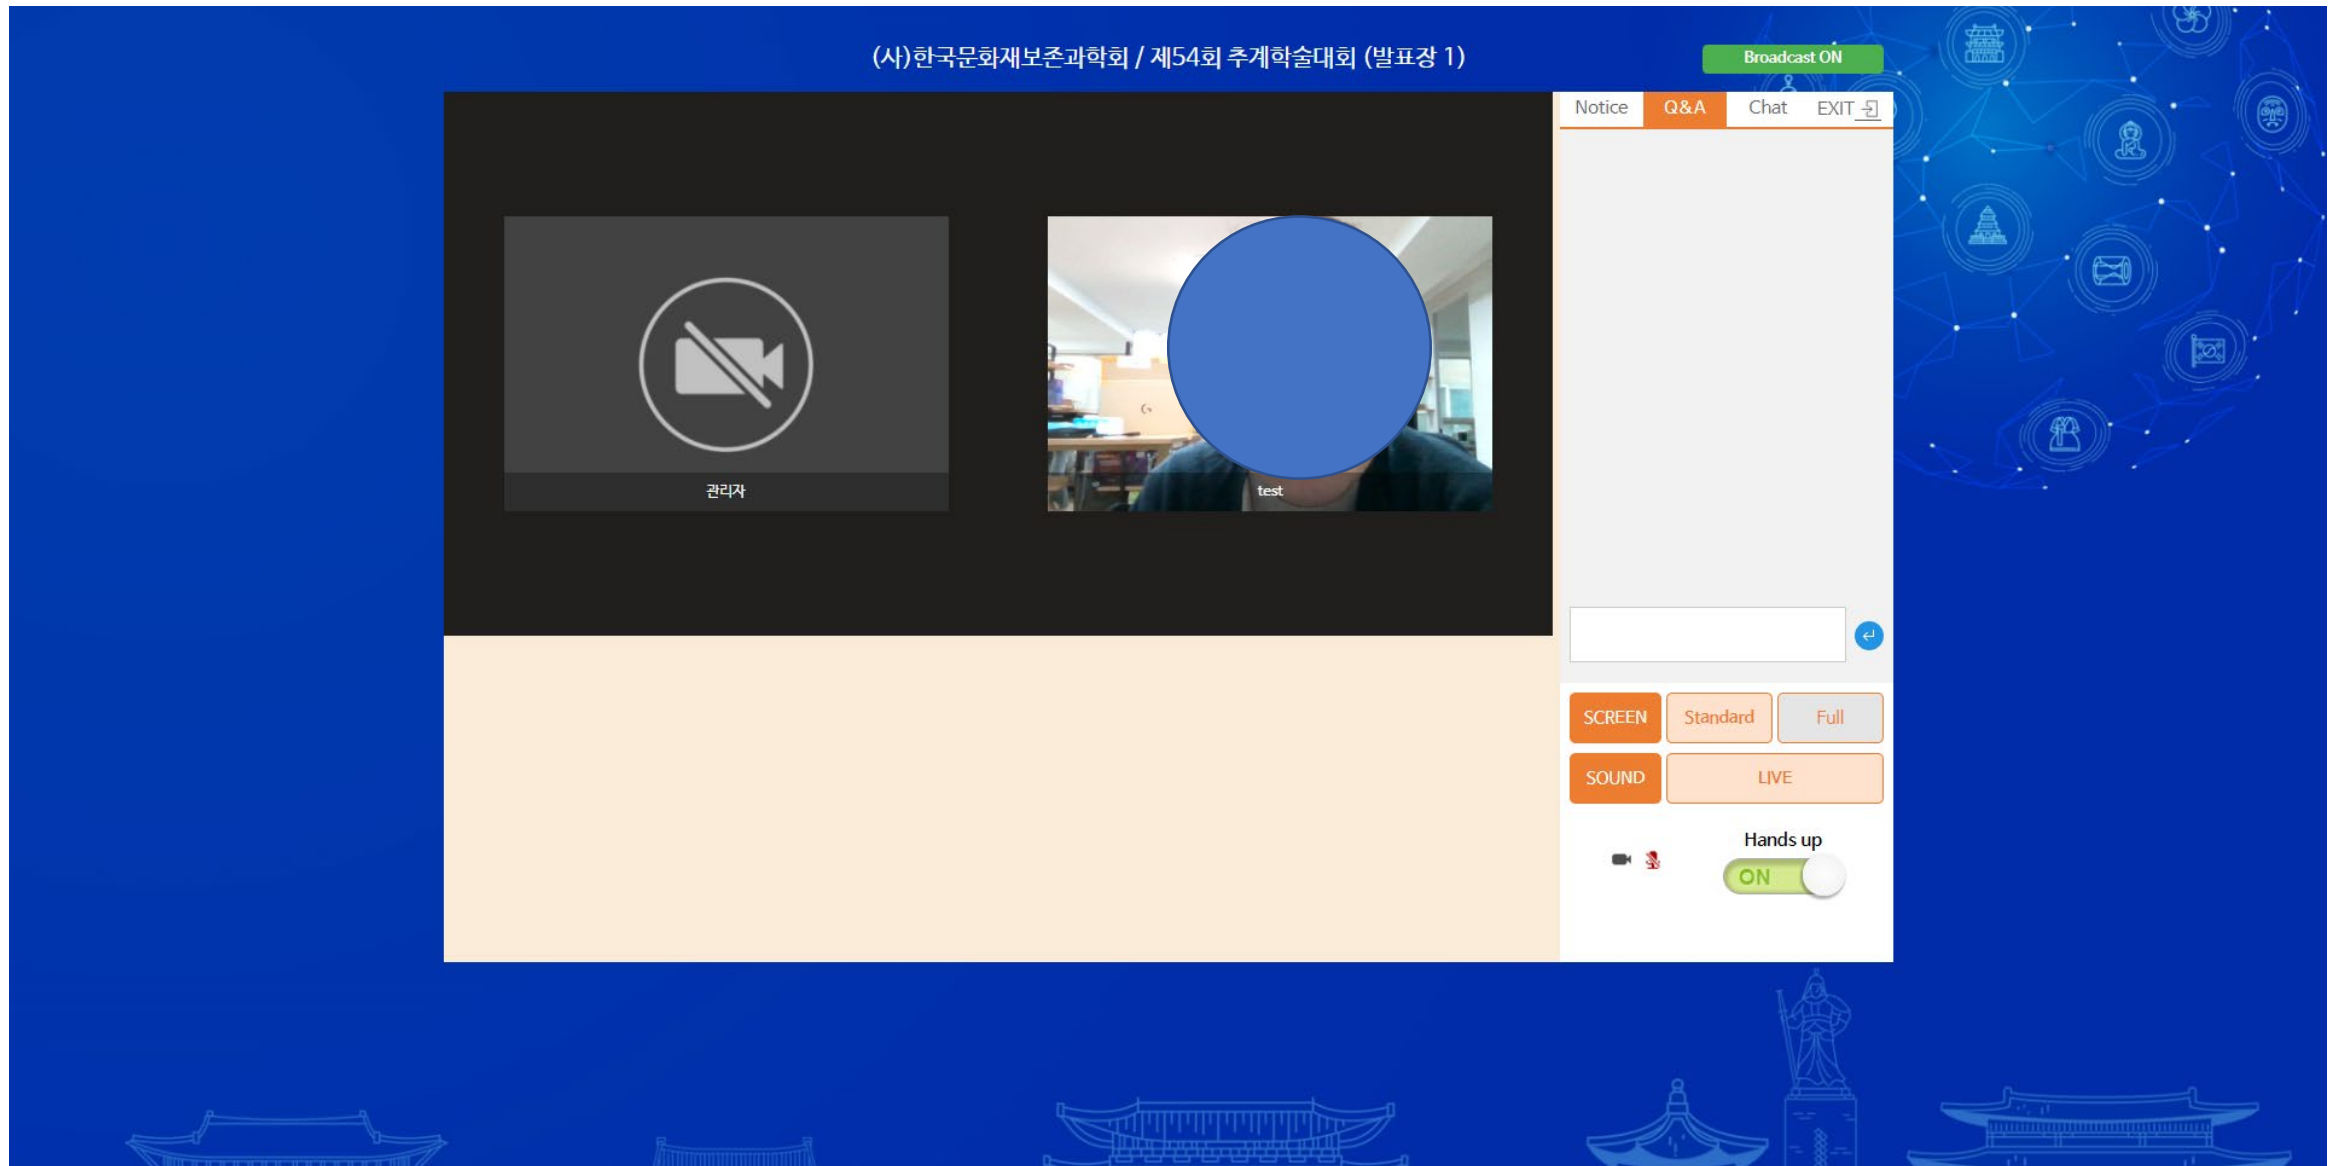 (사)한국문화재보존과학회 / 제54회 추계학술대회 (발표장 1)
Broadcast ON
Notice Q&A Chat EXIT
관리자
test
SCREEN Standard Full
SOUND LIVE
Hands up
ON